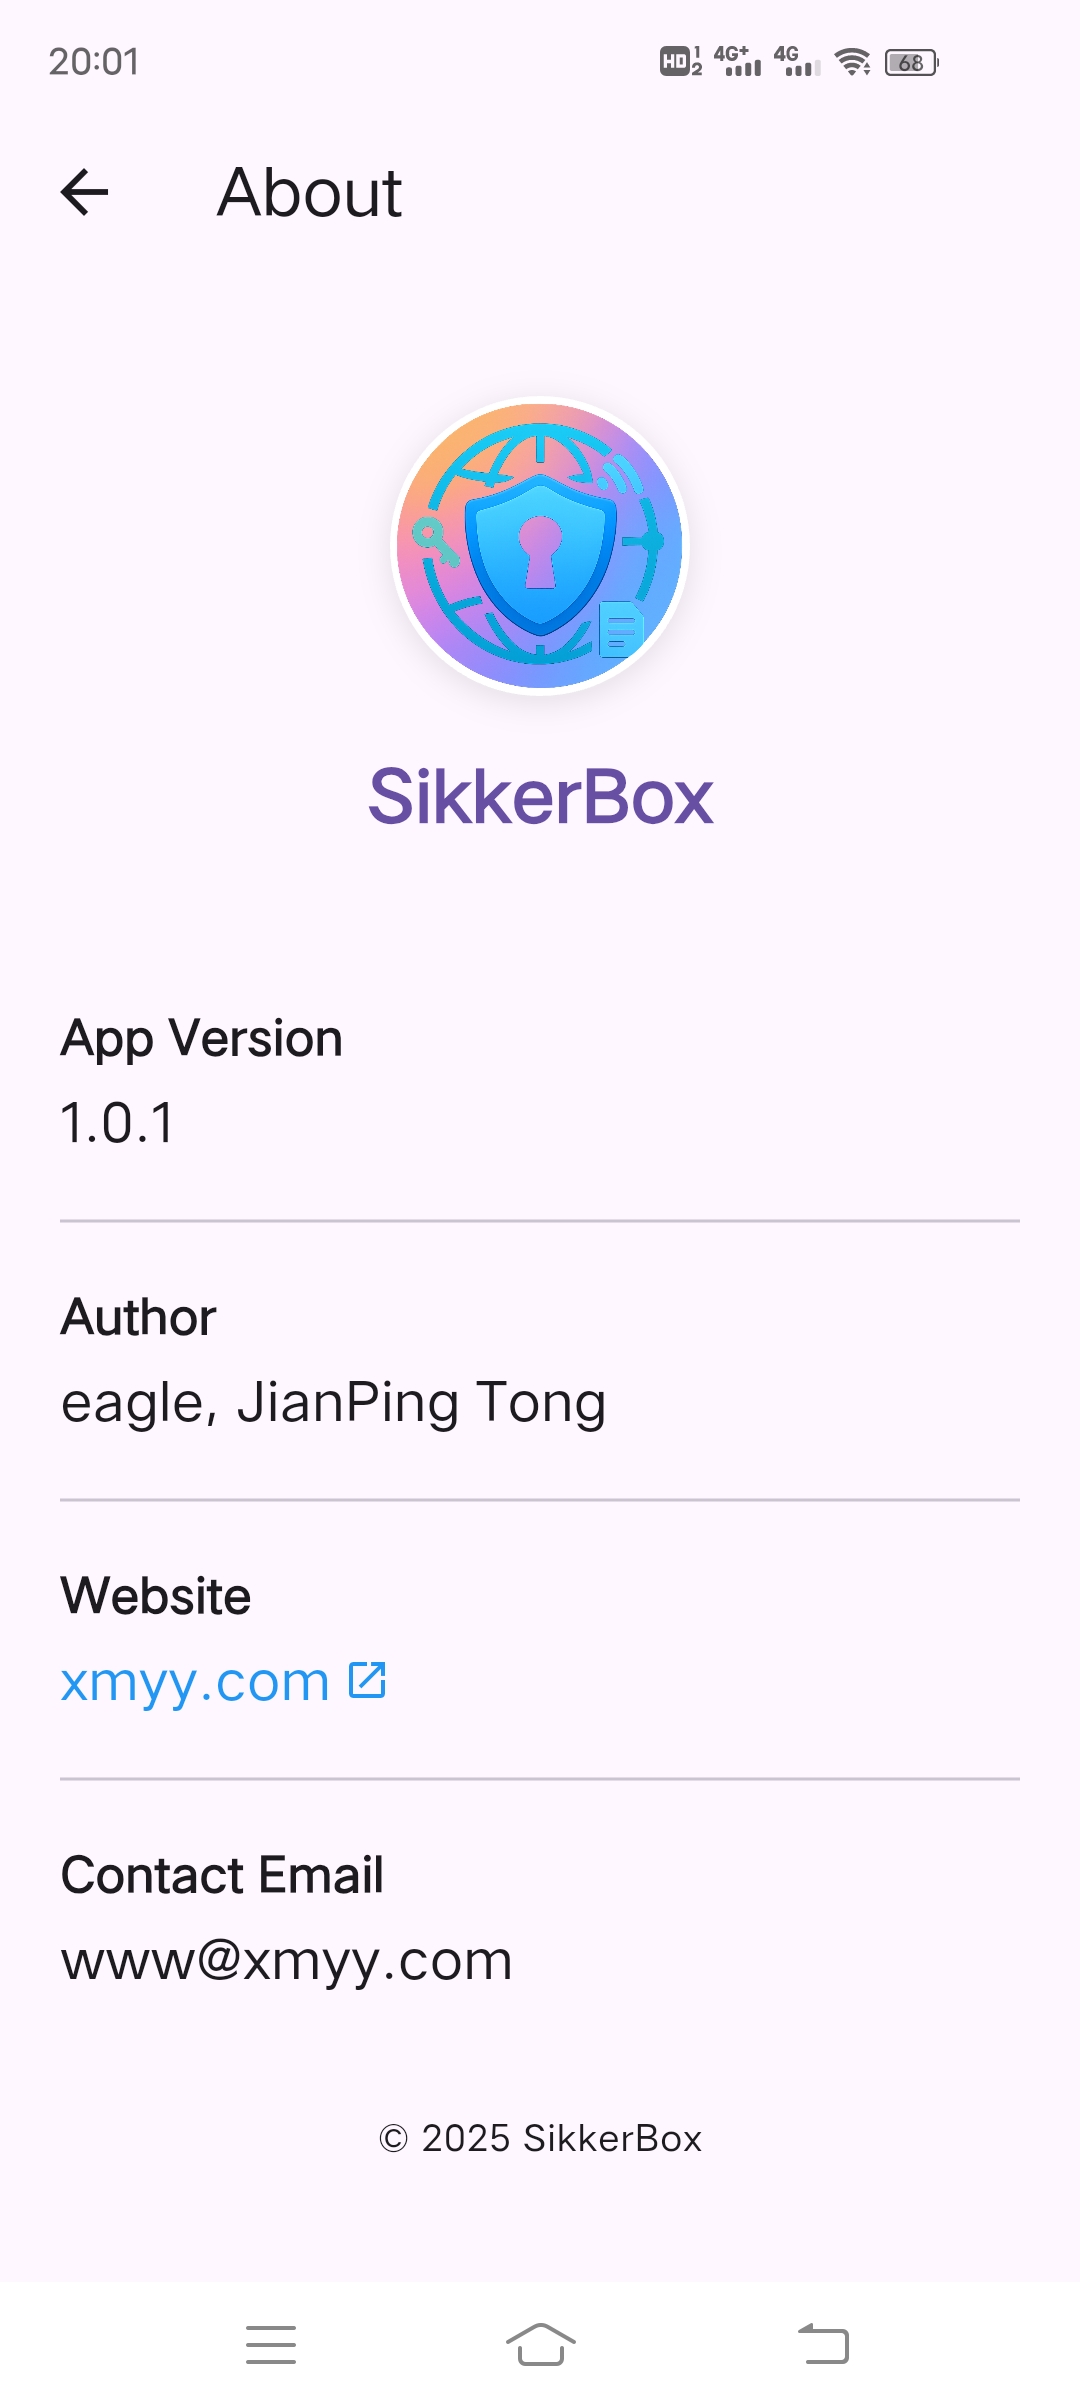 20:01
HD 1 2 4G+ 4G 68
About
SikkerBox
App Version
1.0.1
Author
eagle, JianPing Tong
Website
xmyy.com
Contact Email
www@xmyy.com
© 2025 SikkerBox